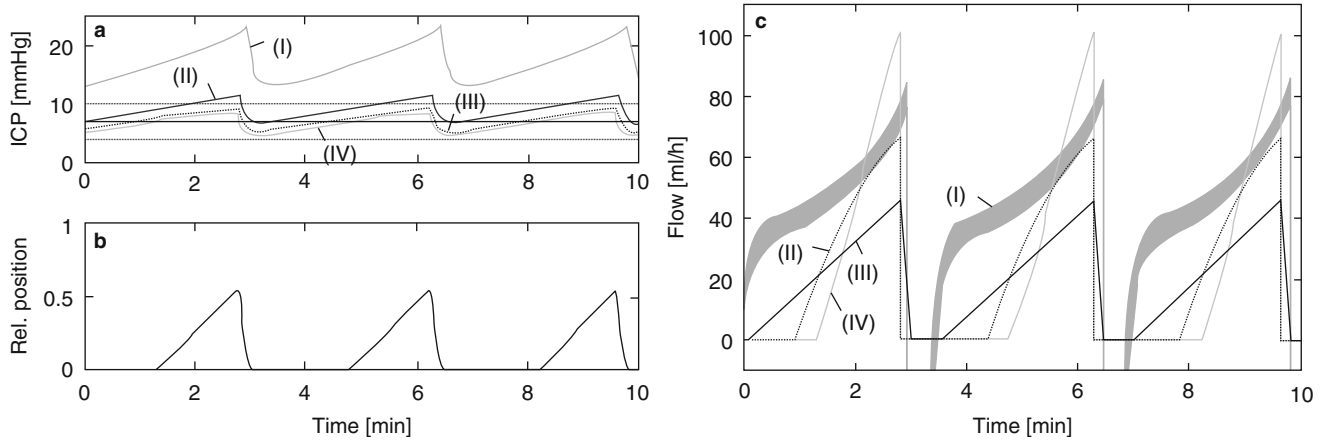 a
ICP [mmHg]
20
10
0
(I)
(II)
(III)
(IV)
0 2 4 6 8 10
b
Rel. position
1
0.5
0
0 2 4 6 8 10
Time [min]
c
Flow [ml/h]
100
80
60
40
20
0
(I)
(II)
(III)
(IV)
0 2 4 6 8 10
Time [min]